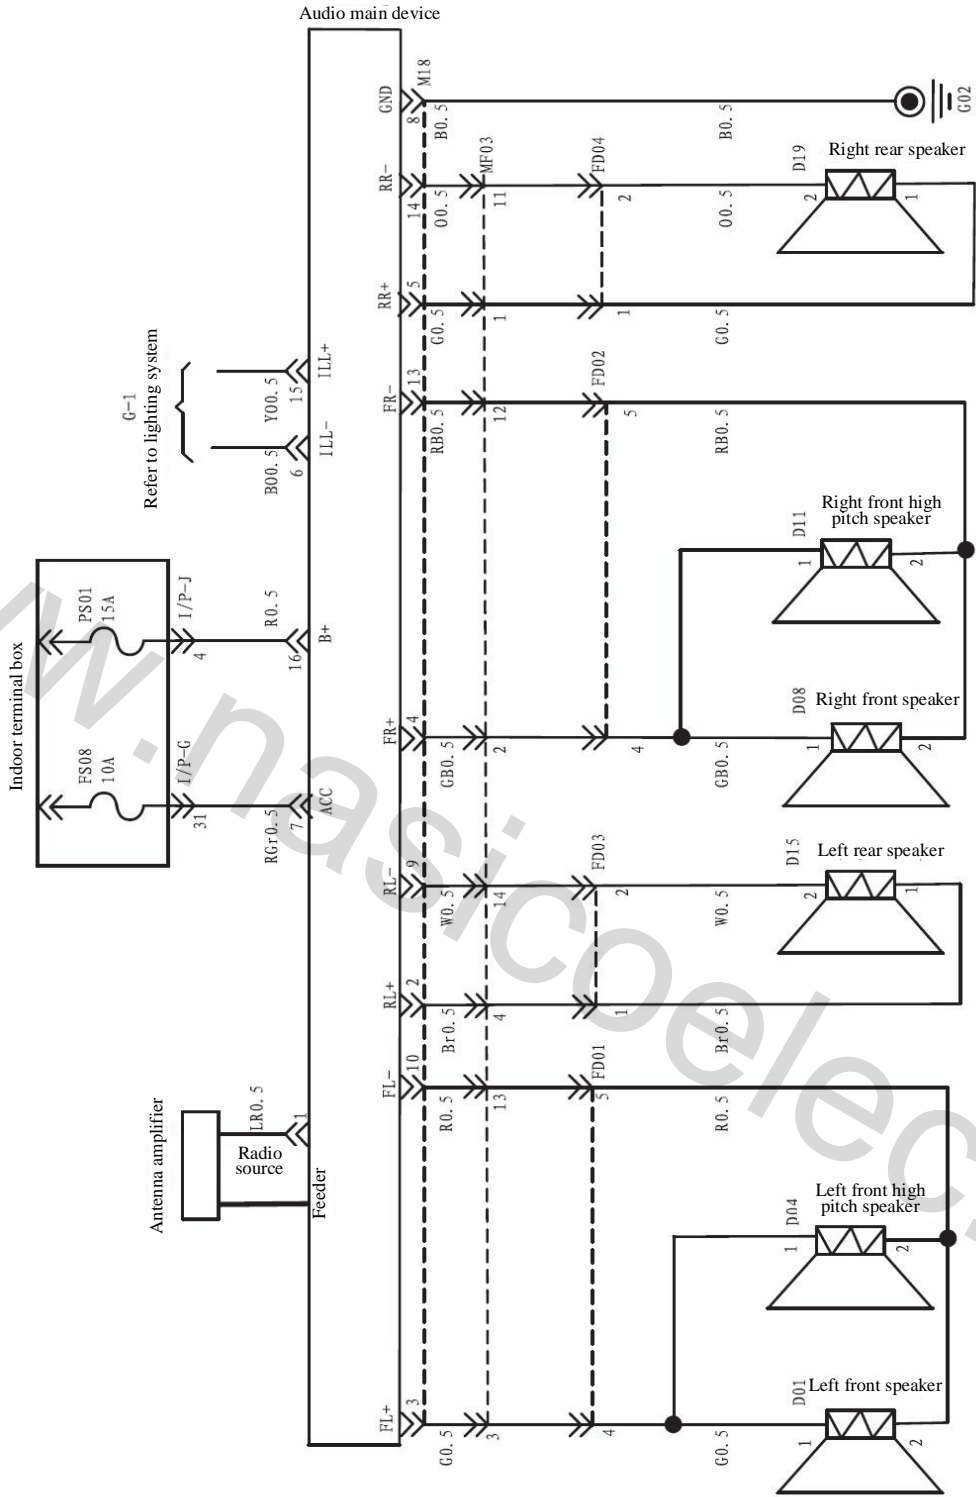 Audio main device
M18
GND
8
B0.5
B0.5
G02
RR-
14
O0.5
MF03
11
FD04
2
O0.5
D19
Right rear speaker
2
1
RR+
5
G0.5
1
1
G0.5
G-1
Refer to lighting system
Y00.5
15
ILL+
B00.5
6
ILL-
FR-
13
RB0.5
12
FD02
5
RB0.5
Right front high
pitch speaker
D11
1
2
Indoor terminal box
PS01
15A
I/P-J
4
R0.5
16
B+
FS08
10A
I/P-G
31
RGr0.5
7
ACC
FR+
4
GB0.5
2
4
GB0.5
D08
Right front speaker
1
2
RL-
9
W0.5
14
FD03
2
W0.5
D15
Left rear speaker
2
1
RL+
2
Br0.5
4
1
Br0.5
FL-
10
R0.5
13
FD01
5
R0.5
Antenna amplifier
LR0.5
1
Radio
source
Feeder
Left front high
pitch speaker
D04
1
2
FL+
3
G0.5
3
4
G0.5
D01
Left front speaker
1
2
w.nasicoelec.